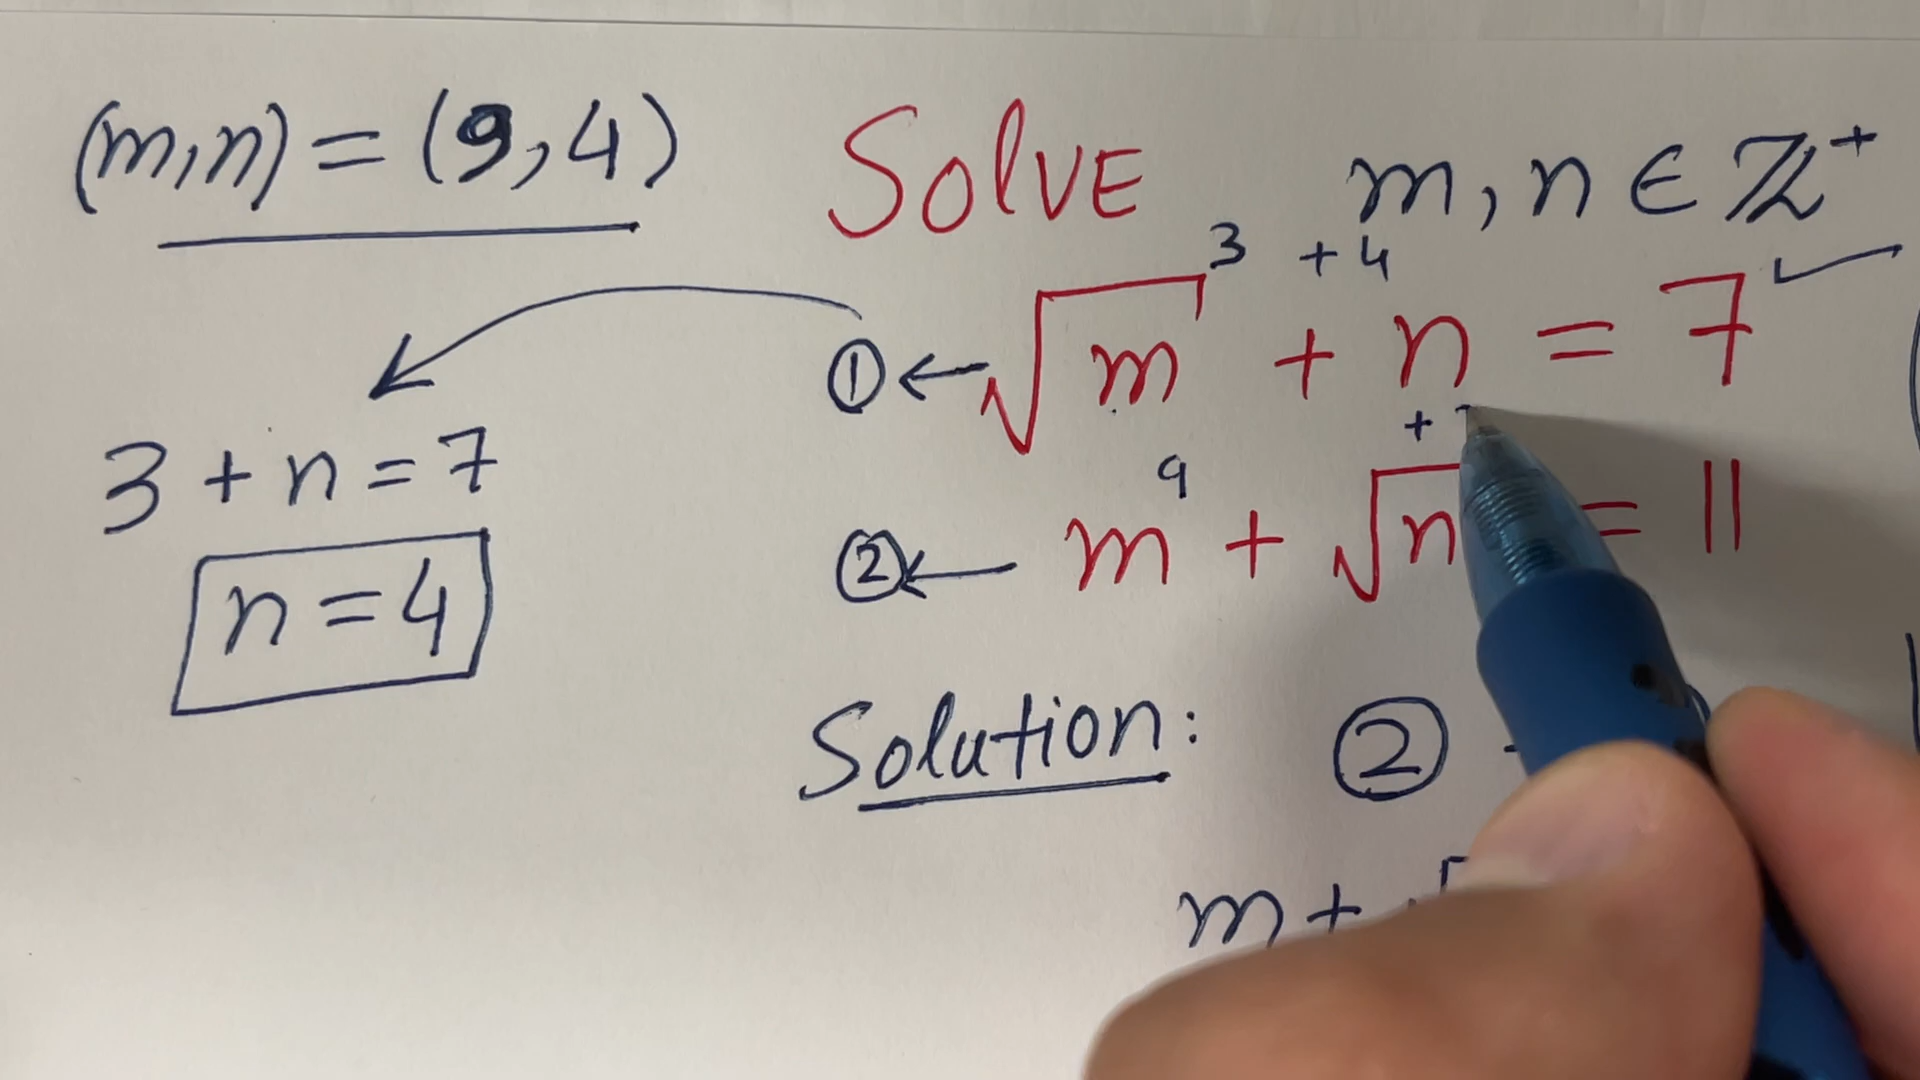 (m,n) = (9,4)
SOLVE m, n ∈ ℤ⁺
3 + 4
① ← √m + n = 7 ✓
3 + n = 7
9 +
② ← m + √n = 11
n = 4
Solution: ② -
m + √